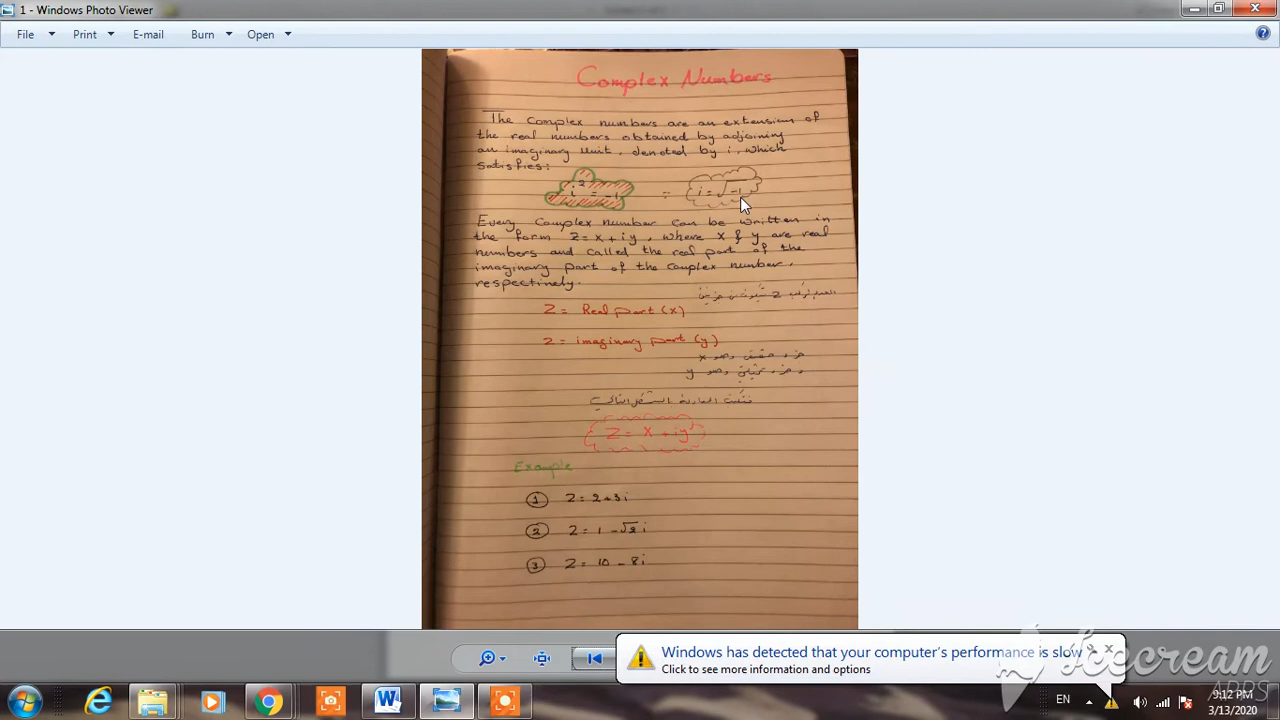 1 - Windows Photo Viewer
File Print E-mail Burn Open
Complex Numbers
The Complex numbers are an extension of
the real numbers obtained by adjoining
an imaginary unit, denoted by i, which
satisfies:
i² = -1 = i = √-1
Every Complex number can be written in
the form Z = x + iy, where x & y are real
numbers and called the real part of the
imaginary part of the complex number,
respectively.
Z = Real part (x)
Z = imaginary part (y)
x
y
Z = x + iy
Example
① Z = 2+3i
② Z = 1 - √2 i
③ Z = 10 - 8i
Windows has detected that your computer's performance is slow
Click to see more information and options
Icecream
APPS
EN
9:12 PM
3/13/2020